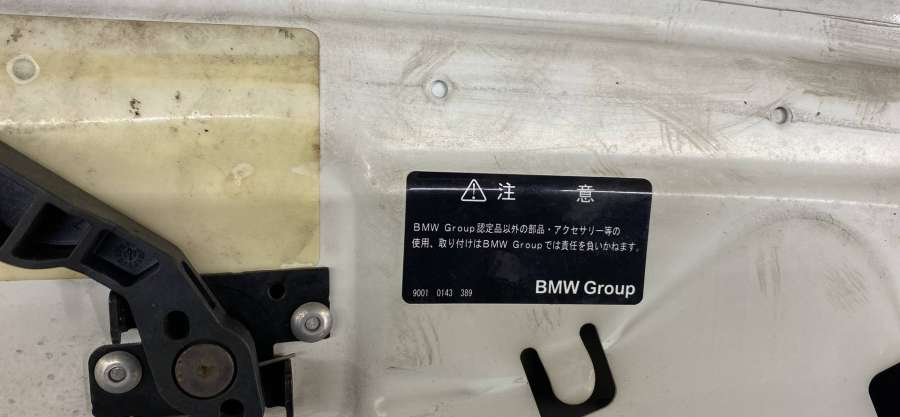 ⚠ 注 意
BMW Group認定品以外の部品・アクセサリー等の
使用、取り付けはBMW Groupでは責任を負いかねます。
9001 0143 389
BMW Group